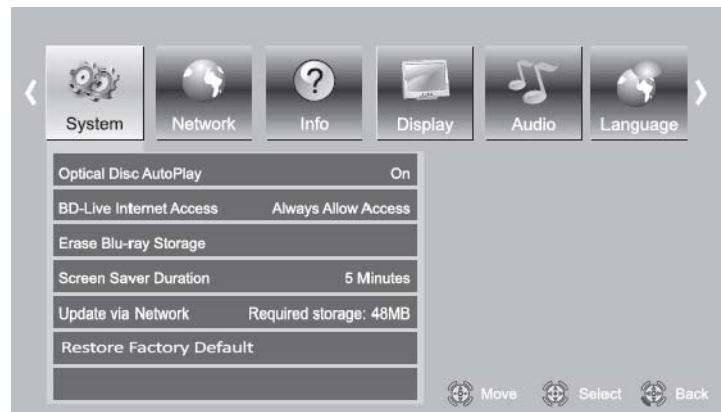 System Network Info Display Audio Language
Optical Disc AutoPlay On
BD-Live Internet Access Always Allow Access
Erase Blu-ray Storage
Screen Saver Duration 5 Minutes
Update via Network Required storage: 48MB
Restore Factory Default
Move Select Back